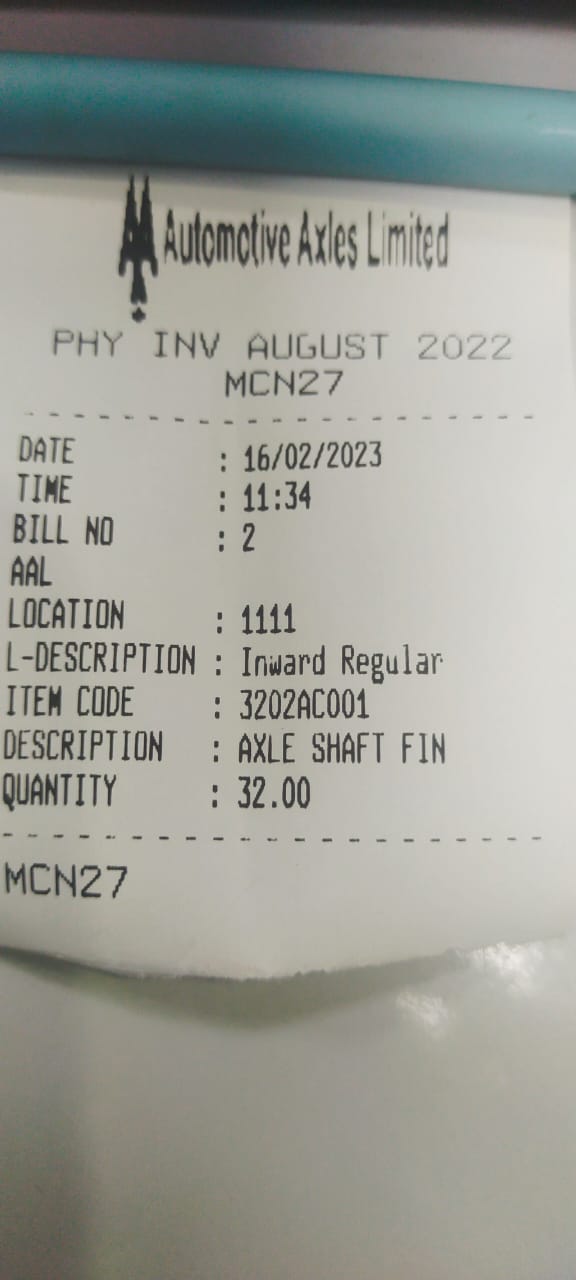 Automotive Axles Limited
PHY INV AUGUST 2022
MCN27
DATE : 16/02/2023
TIME : 11:34
BILL NO : 2
AAL
LOCATION : 1111
L-DESCRIPTION : Inward Regular
ITEM CODE : 3202AC001
DESCRIPTION : AXLE SHAFT FIN
QUANTITY : 32.00
MCN27